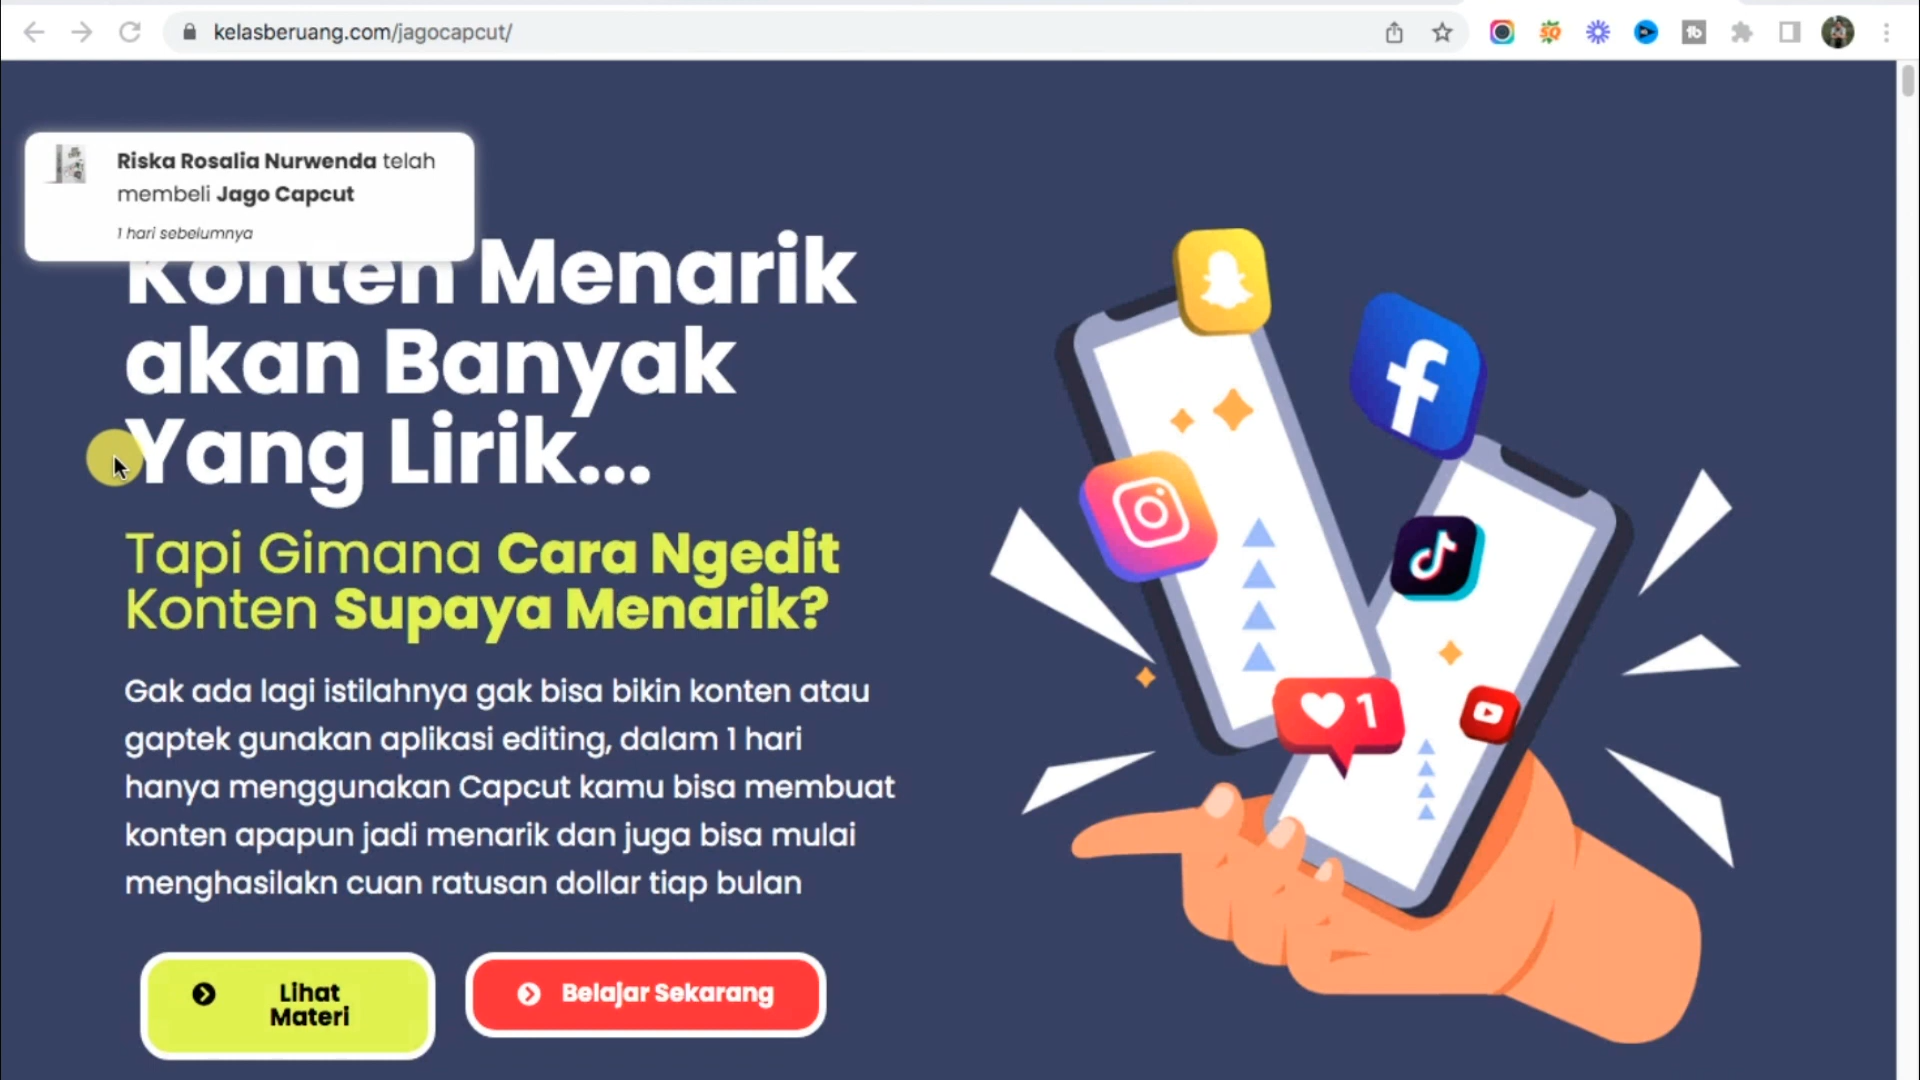 kelasberuang.com/jagocapcut/
SQ
tb
Riska Rosalia Nurwenda telah
membeli Jago Capcut
1 hari sebelumnya
Konten Menarik
akan Banyak
Yang Lirik...
Tapi Gimana Cara Ngedit
Konten Supaya Menarik?
Gak ada lagi istilahnya gak bisa bikin konten atau
gaptek gunakan aplikasi editing, dalam 1 hari
hanya menggunakan Capcut kamu bisa membuat
konten apapun jadi menarik dan juga bisa mulai
menghasilakn cuan ratusan dollar tiap bulan
1
Lihat
Materi
Belajar Sekarang